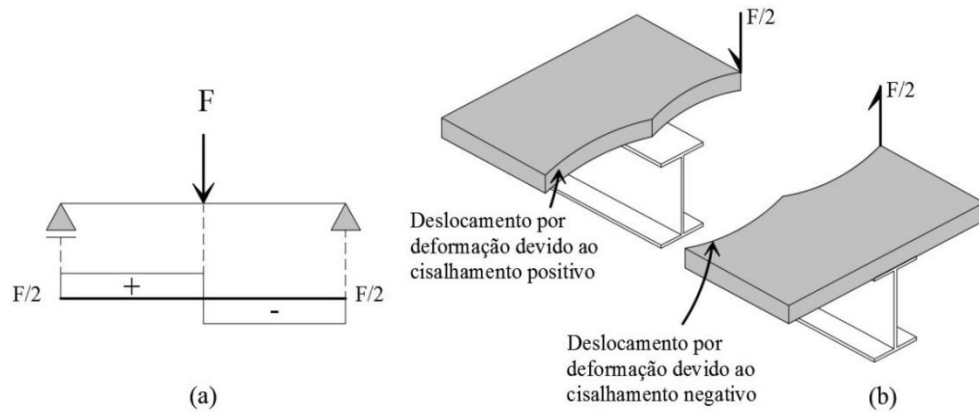 F
F/2
+
-
F/2
(a)
F/2
F/2
Deslocamento por
deformação devido ao
cisalhamento positivo
Deslocamento por
deformação devido ao
cisalhamento negativo
(b)